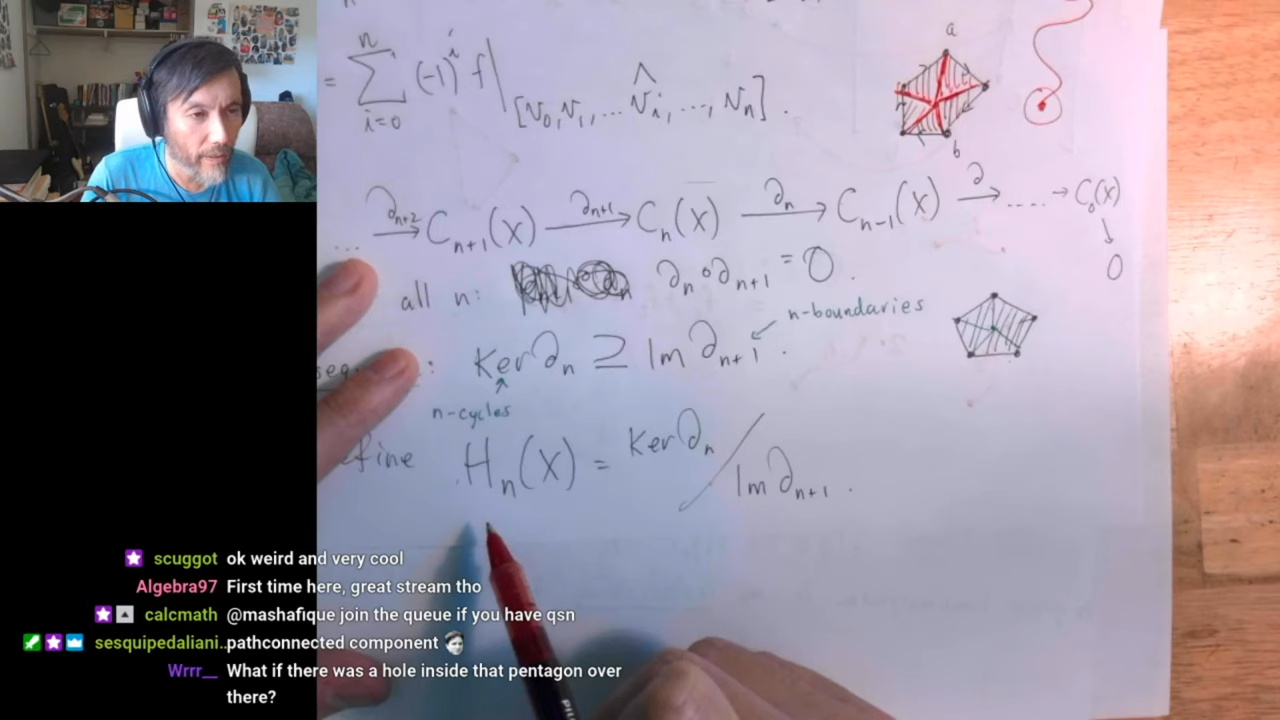 n
= ∑ (-1)^i f|[v₀,v₁,... v̂ᵢ,...,vₙ].
i=0
a
b
... —∂ₙ₊₂→ Cₙ₊₁(X) —∂ₙ₊₁→ Cₙ(X) —∂ₙ→ Cₙ₋₁(X) —∂→ ..... → C₀(X)
↓
0
all n: ∂ₙ∘∂ₙ₊₁ = 0.
n-boundaries
: Ker ∂ₙ ⊇ Im ∂ₙ₊₁.
n-cycles
Hₙ(X) = Ker ∂ₙ / Im ∂ₙ₊₁.
scuggot ok weird and very cool
Algebra97 First time here, great stream tho
calcmath @mashafique join the queue if you have qsn
sesquipedaliani.. pathconnected component
Wrrr__ What if there was a hole inside that pentagon over
there?